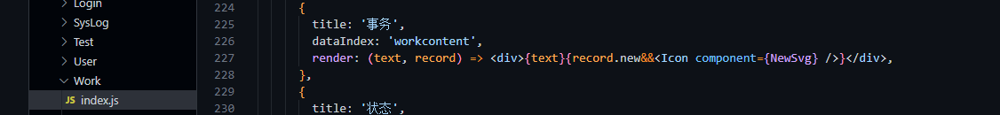 Login
SysLog
Test
User
Work
JS index.js
224 {
225 title: '事务',
226 dataIndex: 'workcontent',
227 render: (text, record) => <div>{text}{record.new&&<Icon component={NewSvg} />}</div>,
228 },
229 {
230 title: '状态',